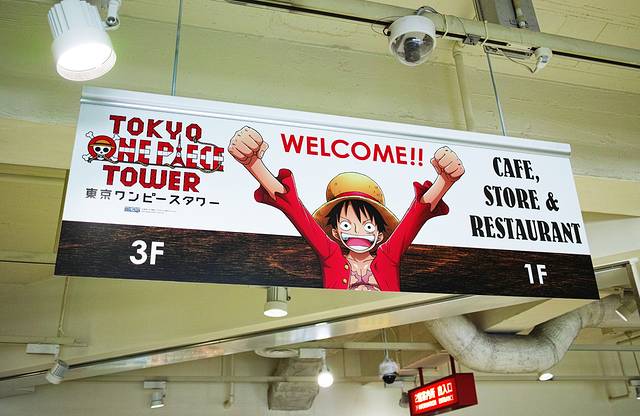 TOKYO
ONE PIECE
TOWER
東京ワンピースタワー
3F
WELCOME!!
CAFE,
STORE &
RESTAURANT
1F